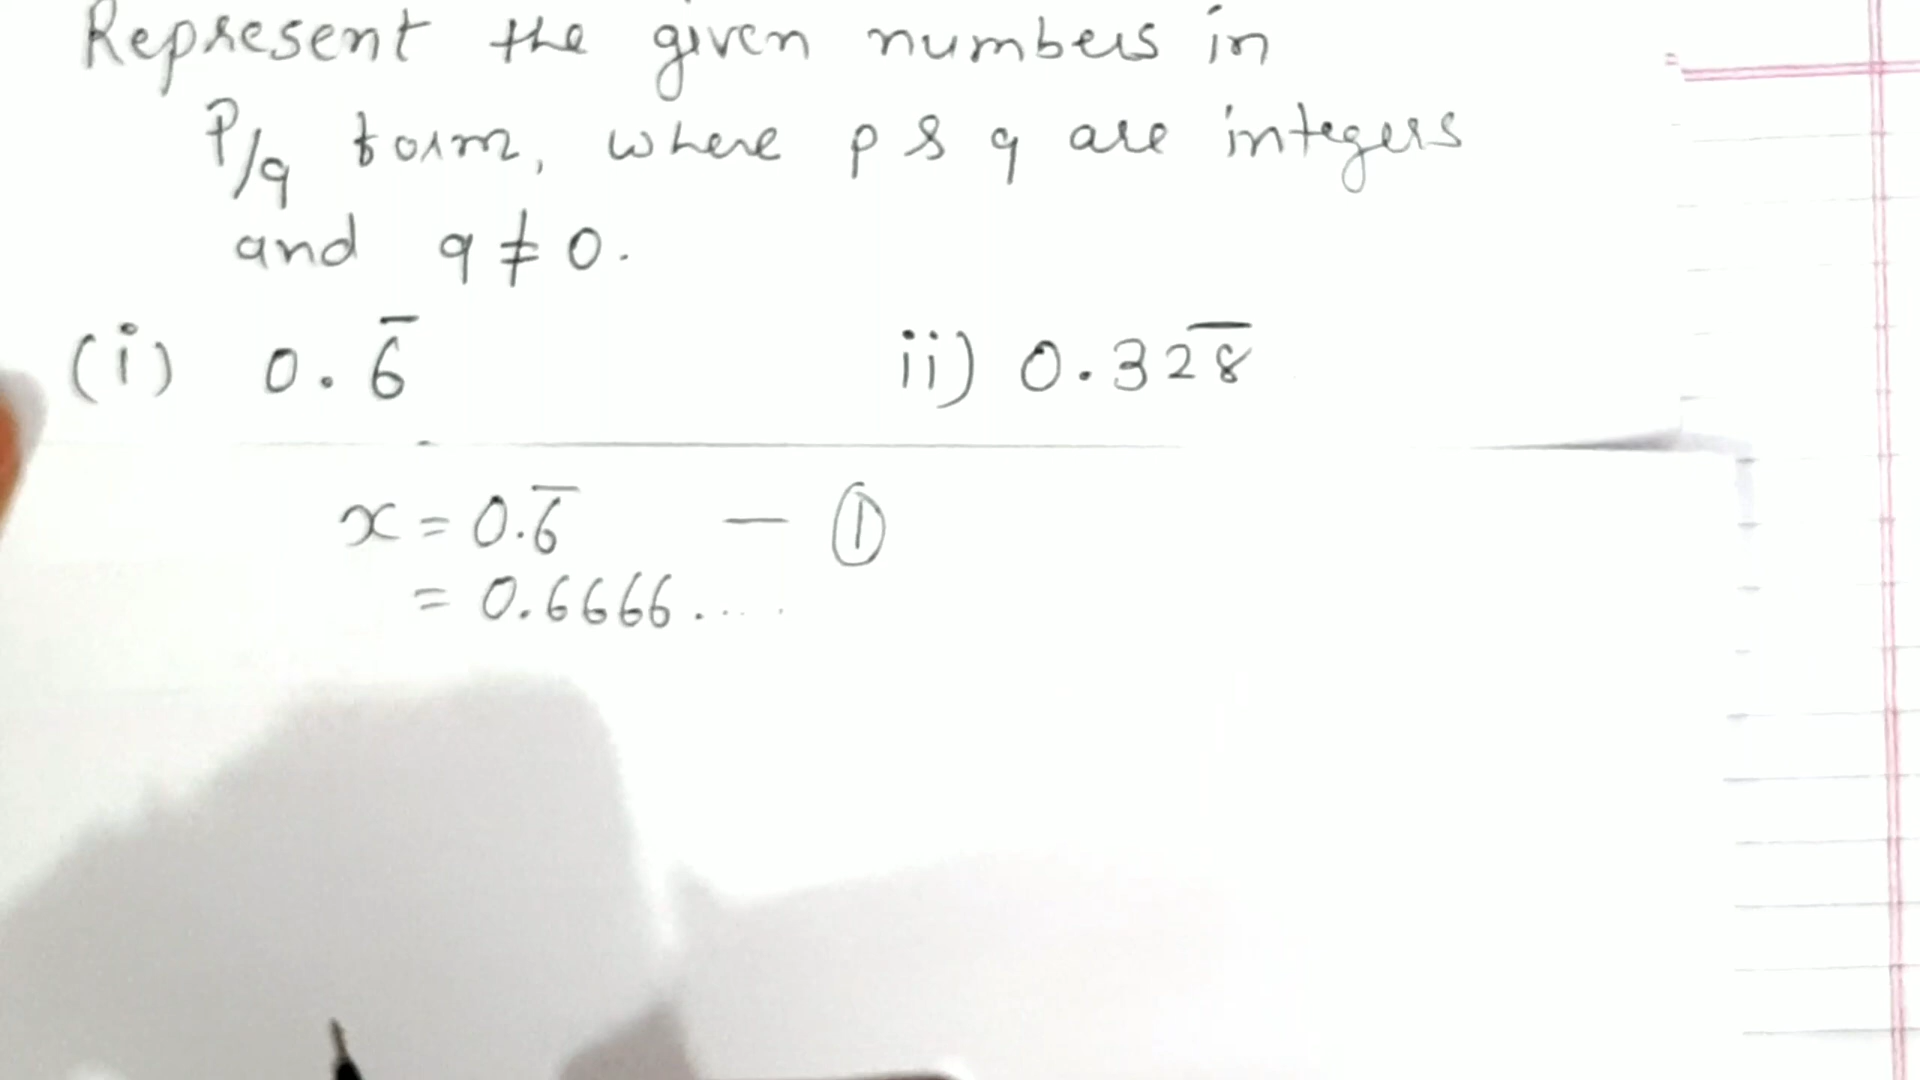 Represent the given numbers in
P/q form, where p & q are integers
and q ≠ 0.
(i) 0.6̅ ii) 0.32̅8̅
x = 0.6̅ — ①
= 0.6666.....